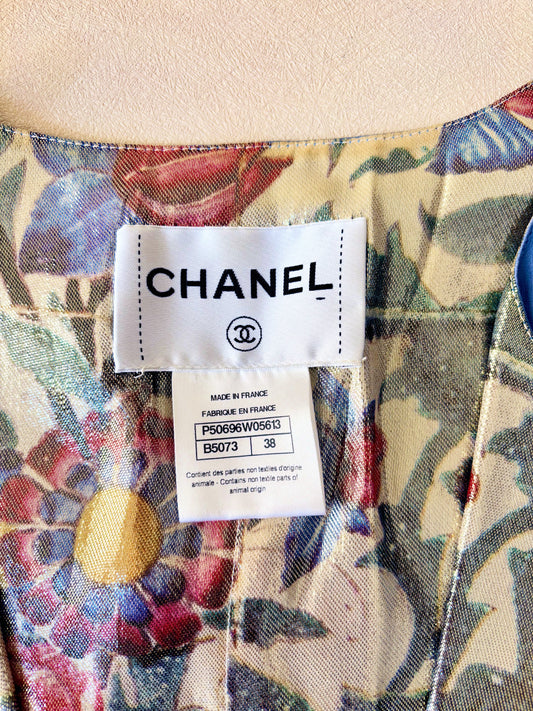 CHANEL
MADE IN FRANCE
FABRIQUE EN FRANCE
P50696W05613
B5073 38
Contient des parties non textiles d'origine
animale - Contains non textile parts of
animal origin